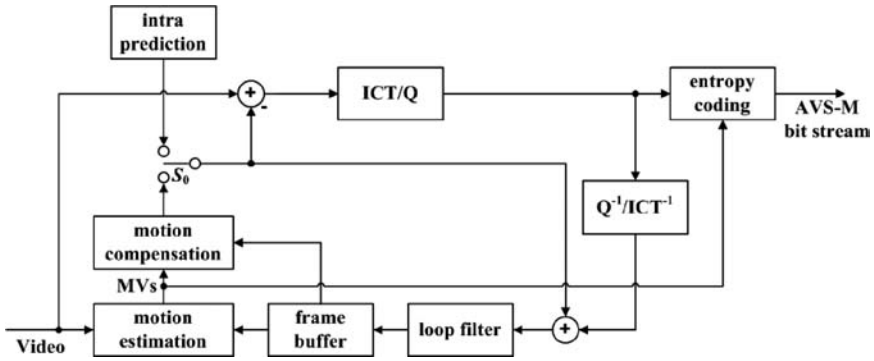 intra
prediction
+
-
ICT/Q
entropy
coding
AVS-M
bit stream
S₀
Q⁻¹/ICT⁻¹
motion
compensation
MVs
Video
motion
estimation
frame
buffer
loop filter
+